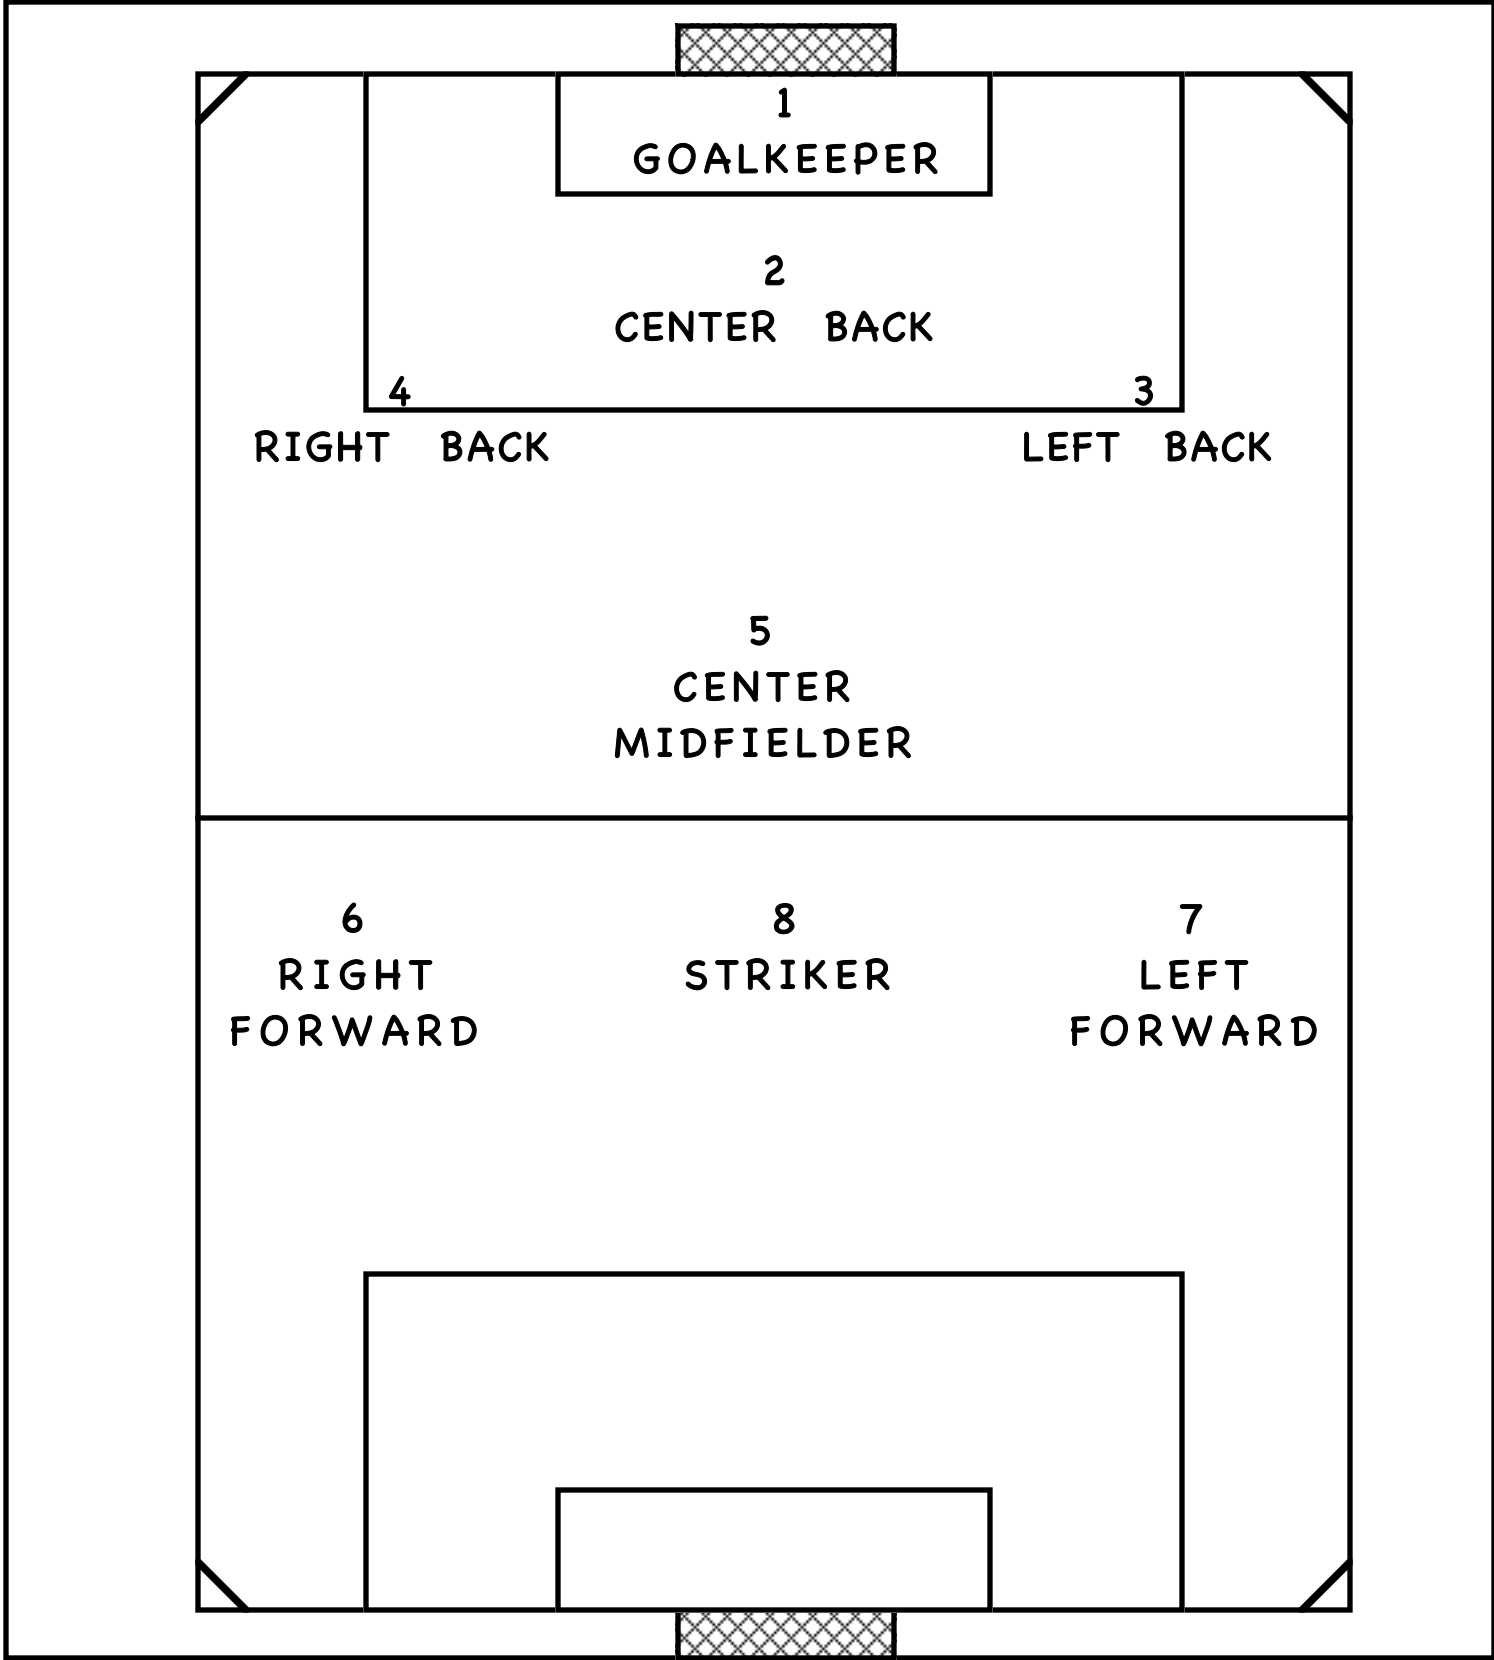 1
GOALKEEPER
2
CENTER BACK
4
RIGHT BACK
3
LEFT BACK
5
CENTER
MIDFIELDER
6
RIGHT
FORWARD
8
STRIKER
7
LEFT
FORWARD